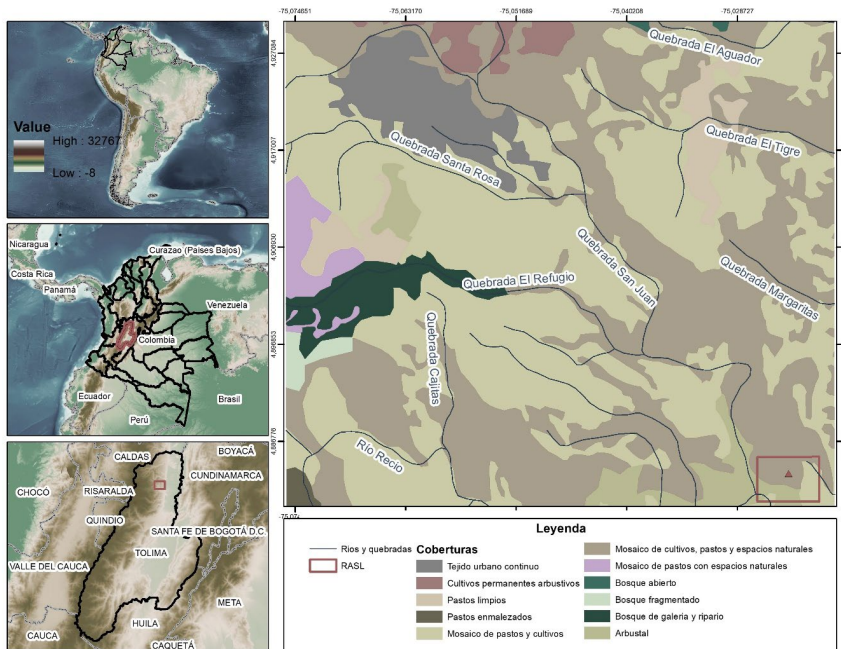 Value
High : 32767
Low : -8
Nicaragua
Curazao (Paises Bajos)
Costa Rica
Panamá
Venezuela
Colombia
Ecuador
Brasil
Perú
BOYACÁ
CALDAS
CUNDINAMARCA
CHOCÓ
RISARALDA
QUINDIO
SANTA FE DE BOGOTÁ D.C.
TOLIMA
VALLE DEL CAUCA
META
HUILA
CAUCA
CAQUETÁ
-75,074651 -75,063170 -75,051689 -75,040208 -75,028727
4,927084
4,917007
4,906930
4,896853
4,886776
-75,07
Quebrada El Aguador
Quebrada El Tigre
Quebrada Santa Rosa
Quebrada San Juan
Quebrada El Refugio
Quebrada Margaritas
Quebrada Cajitas
Río Recio
Leyenda
Rios y quebradas
RASL
Coberturas
Tejido urbano continuo
Cultivos permanentes arbustivos
Pastos limpios
Pastos enmalezados
Mosaico de pastos y cultivos
Mosaico de cultivos, pastos y espacios naturales
Mosaico de pastos con espacios naturales
Bosque abierto
Bosque fragmentado
Bosque de galeria y ripario
Arbustal